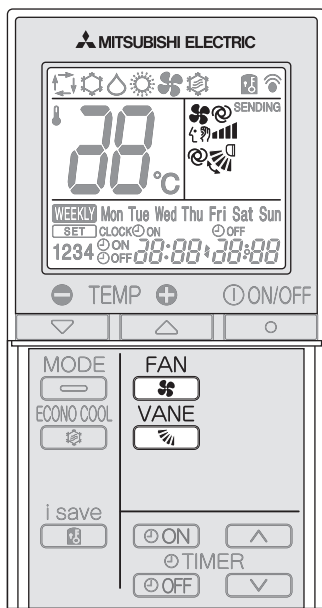 MITSUBISHI ELECTRIC
SENDING
88°C
WEEKLY Mon Tue Wed Thu Fri Sat Sun
SET CLOCK ON OFF
1234 ON OFF 88:88 88:88
TEMP ON/OFF
MODE FAN
ECONO COOL VANE
i save
ON
TIMER
OFF